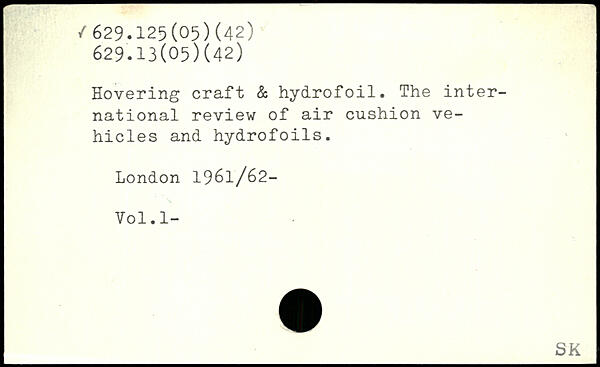 ✓ 629.125(05)(42)
629.13(05)(42)
Hovering craft & hydrofoil. The inter-
national review of air cushion ve-
hicles and hydrofoils.
London 1961/62-
Vol.1-
SK